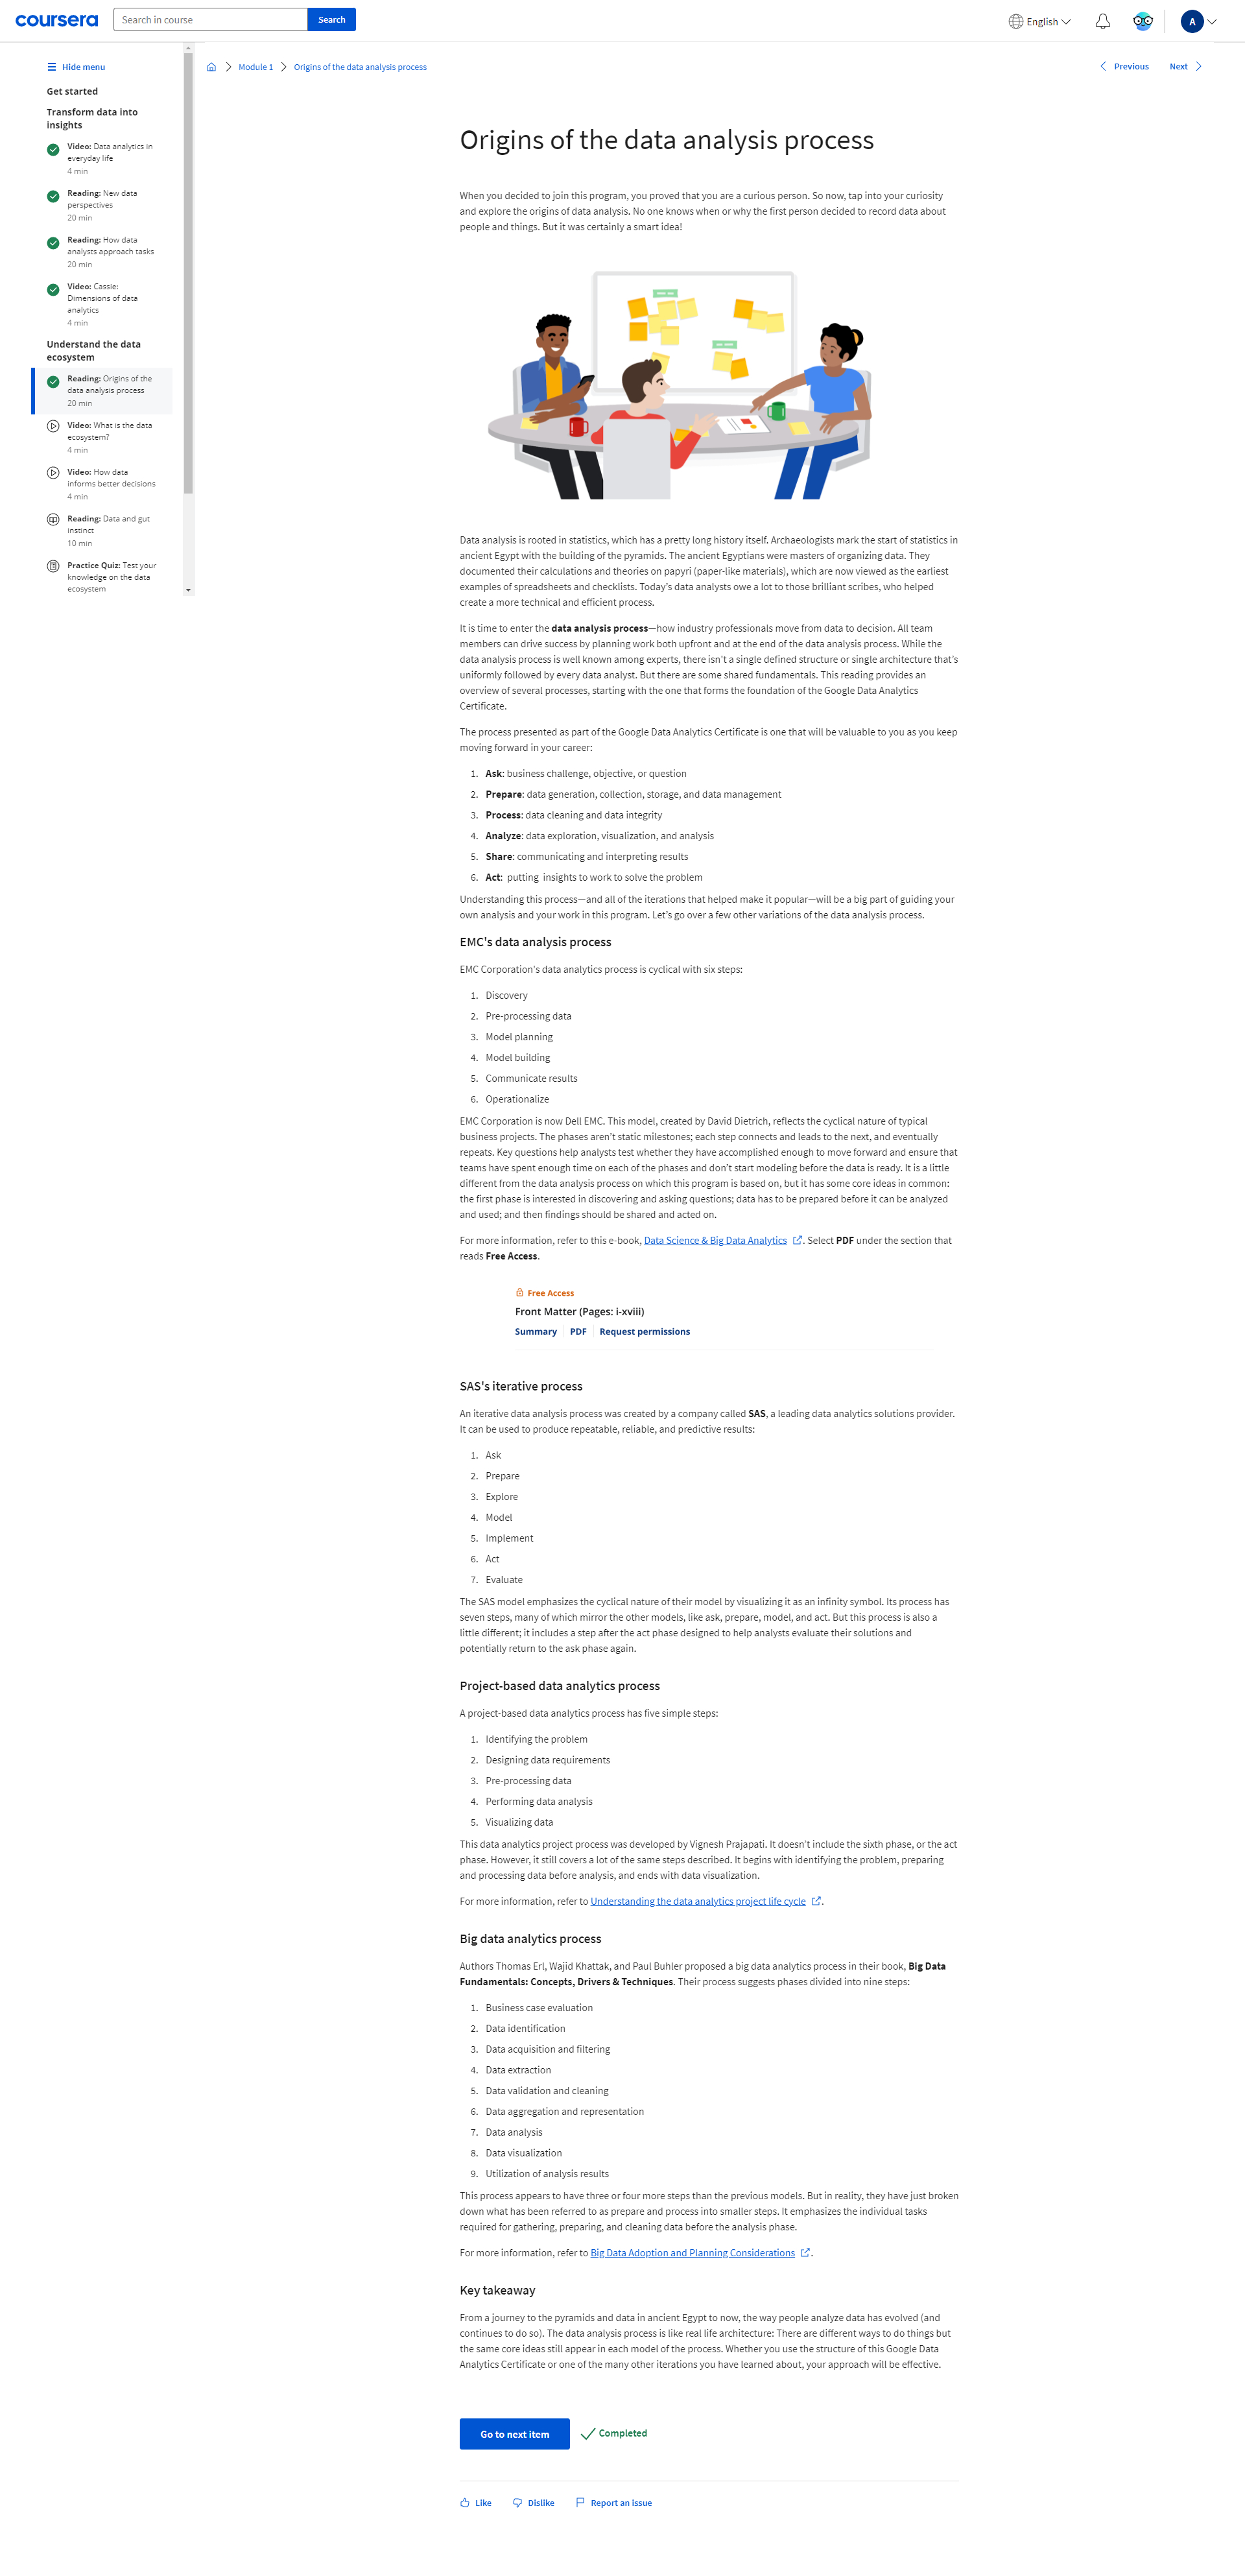 coursera
Search in course
Search
English
A
Hide menu
Get started
Transform data into
insights
Video: Data analytics in
everyday life
4 min
Reading: New data
perspectives
20 min
Reading: How data
analysts approach tasks
20 min
Video: Cassie:
Dimensions of data
analytics
4 min
Understand the data
ecosystem
Reading: Origins of the
data analysis process
20 min
Video: What is the data
ecosystem?
4 min
Video: How data
informs better decisions
4 min
Reading: Data and gut
instinct
10 min
Practice Quiz: Test your
knowledge on the data
ecosystem
Module 1
Origins of the data analysis process
Previous
Next
Origins of the data analysis process
When you decided to join this program, you proved that you are a curious person. So now, tap into your curiosity
and explore the origins of data analysis. No one knows when or why the first person decided to record data about
people and things. But it was certainly a smart idea!
Data analysis is rooted in statistics, which has a pretty long history itself. Archaeologists mark the start of statistics in
ancient Egypt with the building of the pyramids. The ancient Egyptians were masters of organizing data. They
documented their calculations and theories on papyri (paper-like materials), which are now viewed as the earliest
examples of spreadsheets and checklists. Today's data analysts owe a lot to those brilliant scribes, who helped
create a more technical and efficient process.
It is time to enter the data analysis process—how industry professionals move from data to decision. All team
members can drive success by planning work both upfront and at the end of the data analysis process. While the
data analysis process is well known among experts, there isn't a single defined structure or single architecture that's
uniformly followed by every data analyst. But there are some shared fundamentals. This reading provides an
overview of several processes, starting with the one that forms the foundation of the Google Data Analytics
Certificate.
The process presented as part of the Google Data Analytics Certificate is one that will be valuable to you as you keep
moving forward in your career:
1. Ask: business challenge, objective, or question
2. Prepare: data generation, collection, storage, and data management
3. Process: data cleaning and data integrity
4. Analyze: data exploration, visualization, and analysis
5. Share: communicating and interpreting results
6. Act: putting insights to work to solve the problem
Understanding this process—and all of the iterations that helped make it popular—will be a big part of guiding your
own analysis and your work in this program. Let's go over a few other variations of the data analysis process.
EMC's data analysis process
EMC Corporation's data analytics process is cyclical with six steps:
1. Discovery
2. Pre-processing data
3. Model planning
4. Model building
5. Communicate results
6. Operationalize
EMC Corporation is now Dell EMC. This model, created by David Dietrich, reflects the cyclical nature of typical
business projects. The phases aren't static milestones; each step connects and leads to the next, and eventually
repeats. Key questions help analysts test whether they have accomplished enough to move forward and ensure that
teams have spent enough time on each of the phases and don't start modeling before the data is ready. It is a little
different from the data analysis process on which this program is based on, but it has some core ideas in common:
the first phase is interested in discovering and asking questions; data has to be prepared before it can be analyzed
and used; and then findings should be shared and acted on.
For more information, refer to this e-book, Data Science & Big Data Analytics. Select PDF under the section that
reads Free Access.
Free Access
Front Matter (Pages: i-xviii)
Summary PDF Request permissions
SAS's iterative process
An iterative data analysis process was created by a company called SAS, a leading data analytics solutions provider.
It can be used to produce repeatable, reliable, and predictive results:
1. Ask
2. Prepare
3. Explore
4. Model
5. Implement
6. Act
7. Evaluate
The SAS model emphasizes the cyclical nature of their model by visualizing it as an infinity symbol. Its process has
seven steps, many of which mirror the other models, like ask, prepare, model, and act. But this process is also a
little different; it includes a step after the act phase designed to help analysts evaluate their solutions and
potentially return to the ask phase again.
Project-based data analytics process
A project-based data analytics process has five simple steps:
1. Identifying the problem
2. Designing data requirements
3. Pre-processing data
4. Performing data analysis
5. Visualizing data
This data analytics project process was developed by Vignesh Prajapati. It doesn't include the sixth phase, or the act
phase. However, it still covers a lot of the same steps described. It begins with identifying the problem, preparing
and processing data before analysis, and ends with data visualization.
For more information, refer to Understanding the data analytics project life cycle.
Big data analytics process
Authors Thomas Erl, Wajid Khattak, and Paul Buhler proposed a big data analytics process in their book, Big Data
Fundamentals: Concepts, Drivers & Techniques. Their process suggests phases divided into nine steps:
1. Business case evaluation
2. Data identification
3. Data acquisition and filtering
4. Data extraction
5. Data validation and cleaning
6. Data aggregation and representation
7. Data analysis
8. Data visualization
9. Utilization of analysis results
This process appears to have three or four more steps than the previous models. But in reality, they have just broken
down what has been referred to as prepare and process into smaller steps. It emphasizes the individual tasks
required for gathering, preparing, and cleaning data before the analysis phase.
For more information, refer to Big Data Adoption and Planning Considerations.
Key takeaway
From a journey to the pyramids and data in ancient Egypt to now, the way people analyze data has evolved (and
continues to do so). The data analysis process is like real life architecture: There are different ways to do things but
the same core ideas still appear in each model of the process. Whether you use the structure of this Google Data
Analytics Certificate or one of the many other iterations you have learned about, your approach will be effective.
Go to next item
Completed
Like
Dislike
Report an issue